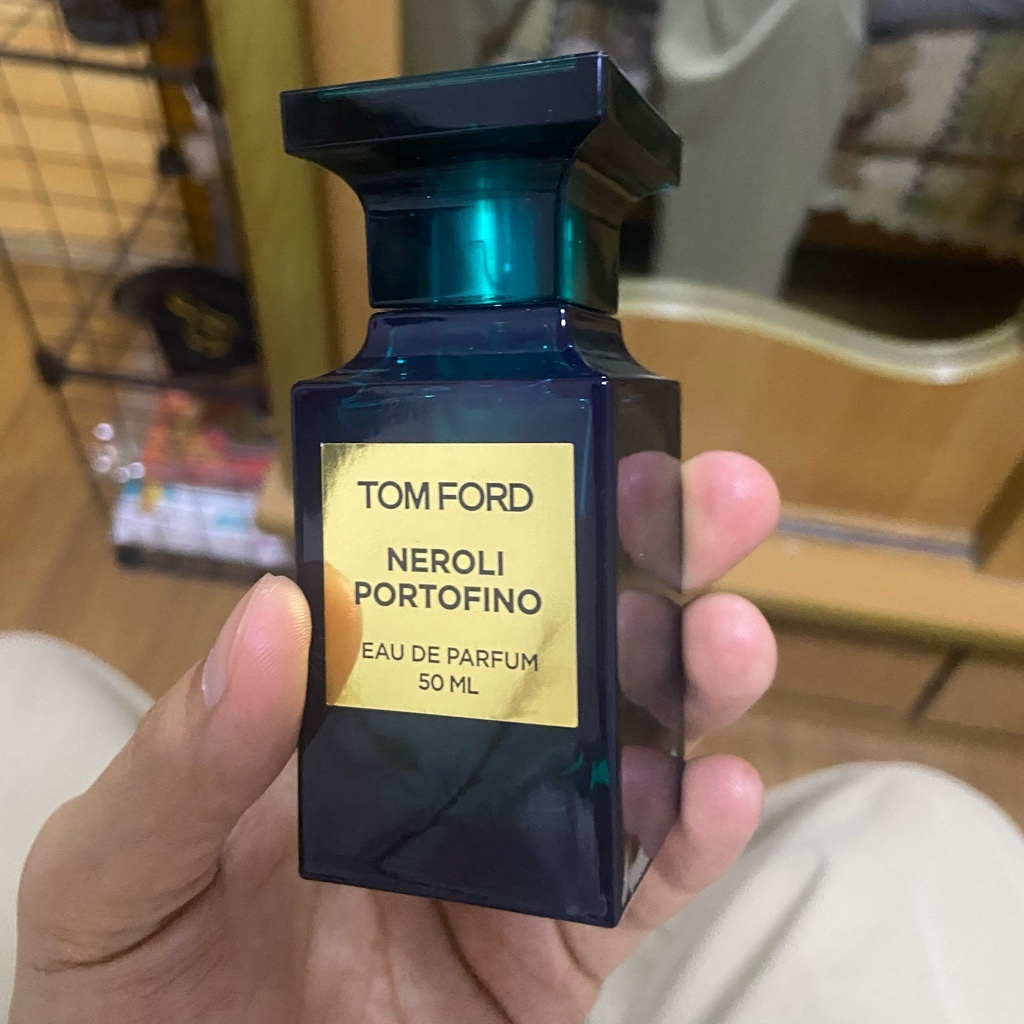 TOM FORD
NEROLI
PORTOFINO
EAU DE PARFUM
50 ML